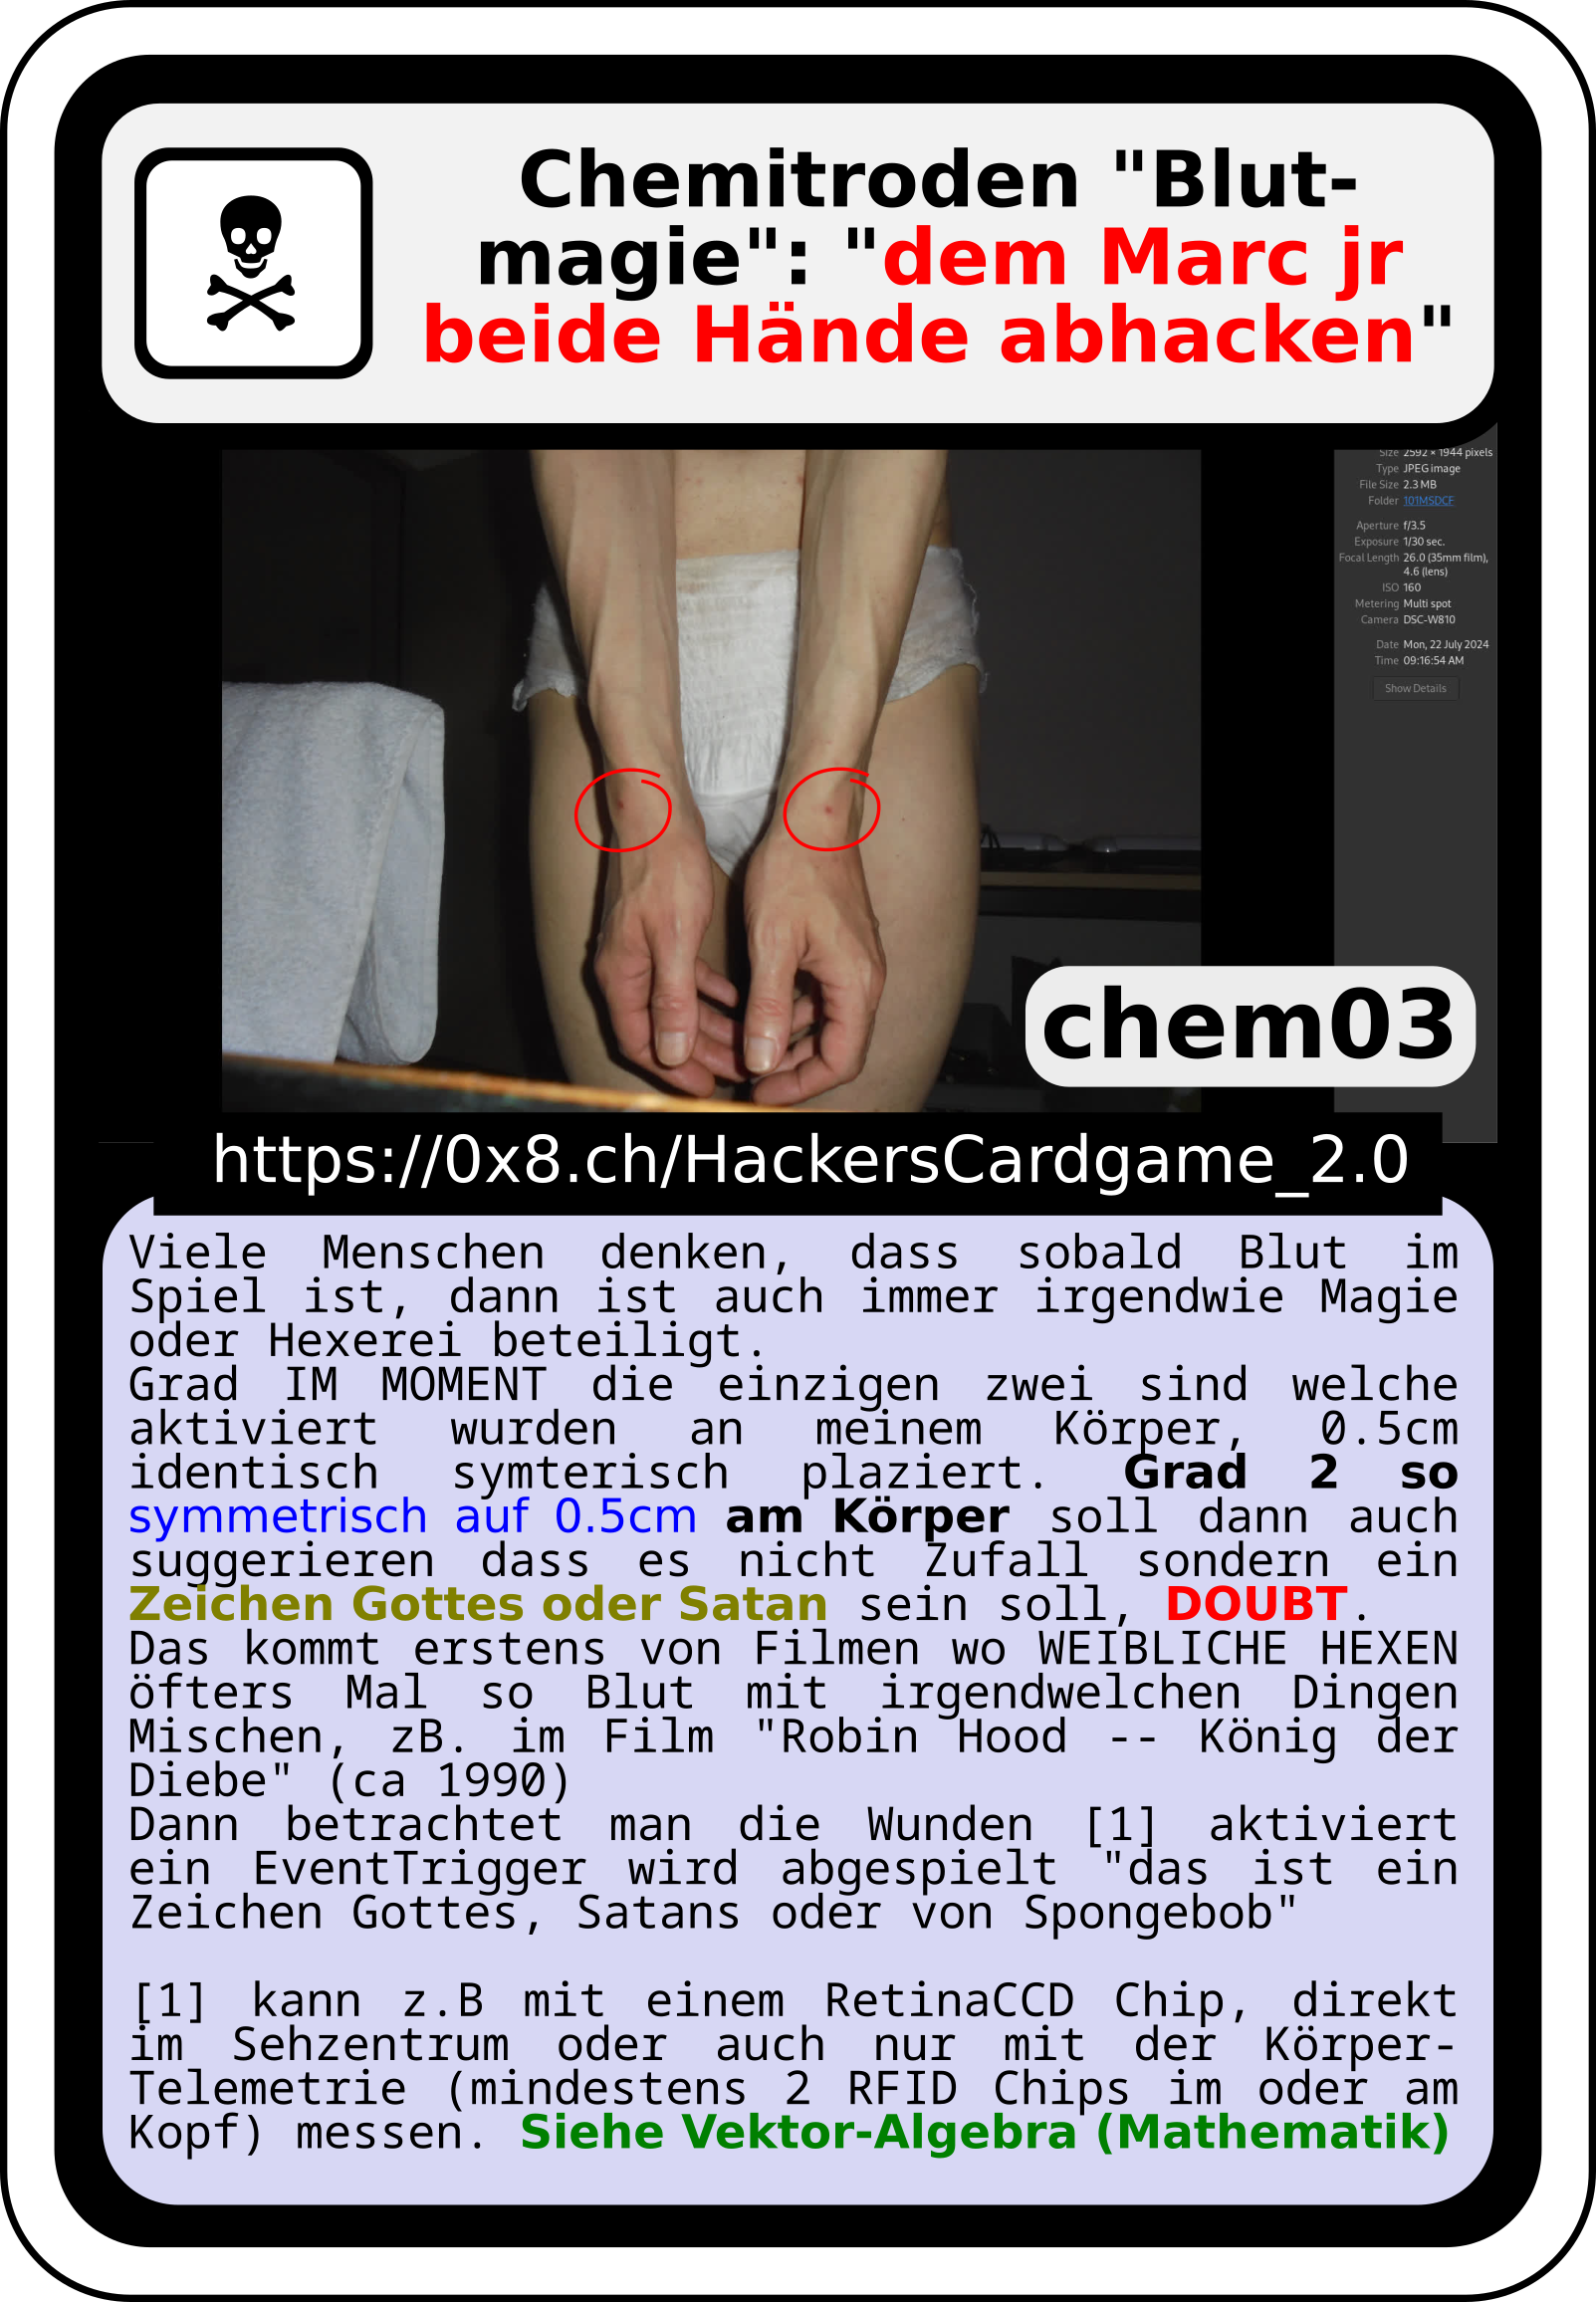 Chemitroden "Blut-
magie": "dem Marc jr
beide Hände abhacken"
Size 2592 × 1944 pixels
Type JPEG image
File Size 2.3 MB
Folder 101MSDCF
Aperture f/3.5
Exposure 1/30 sec.
Focal Length 26.0 (35mm film),
4.6 (lens)
ISO 160
Metering Multi spot
Camera DSC-W810
Date Mon, 22 July 2024
Time 09:16:54 AM
Show Details
chem03
https://0x8.ch/HackersCardgame_2.0
Viele Menschen denken, dass sobald Blut im
Spiel ist, dann ist auch immer irgendwie Magie
oder Hexerei beteiligt.
Grad IM MOMENT die einzigen zwei sind welche
aktiviert wurden an meinem Körper, 0.5cm
identisch symterisch plaziert. Grad 2 so
symmetrisch auf 0.5cm am Körper soll dann auch
suggerieren dass es nicht Zufall sondern ein
Zeichen Gottes oder Satan sein soll, DOUBT.
Das kommt erstens von Filmen wo WEIBLICHE HEXEN
öfters Mal so Blut mit irgendwelchen Dingen
Mischen, zB. im Film "Robin Hood -- König der
Diebe" (ca 1990)
Dann betrachtet man die Wunden [1] aktiviert
ein EventTrigger wird abgespielt "das ist ein
Zeichen Gottes, Satans oder von Spongebob"
[1] kann z.B mit einem RetinaCCD Chip, direkt
im Sehzentrum oder auch nur mit der Körper-
Telemetrie (mindestens 2 RFID Chips im oder am
Kopf) messen. Siehe Vektor-Algebra (Mathematik)